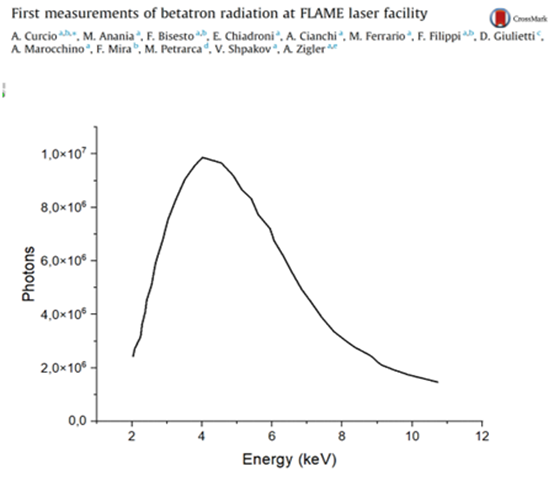 First measurements of betatron radiation at FLAME laser facility
CrossMark
A. Curcio a,b,*, M. Anania a, F. Bisesto a,b, E. Chiadroni a, A. Cianchi a, M. Ferrario a, F. Filippi a,b, D. Giulietti c,
A. Marocchino a, F. Mira b, M. Petrarca d, V. Shpakov a, A. Zigler a,e
1,0×10⁷
8,0×10⁶
6,0×10⁶
4,0×10⁶
2,0×10⁶
0,0
Photons
2 4 6 8 10 12
Energy (keV)